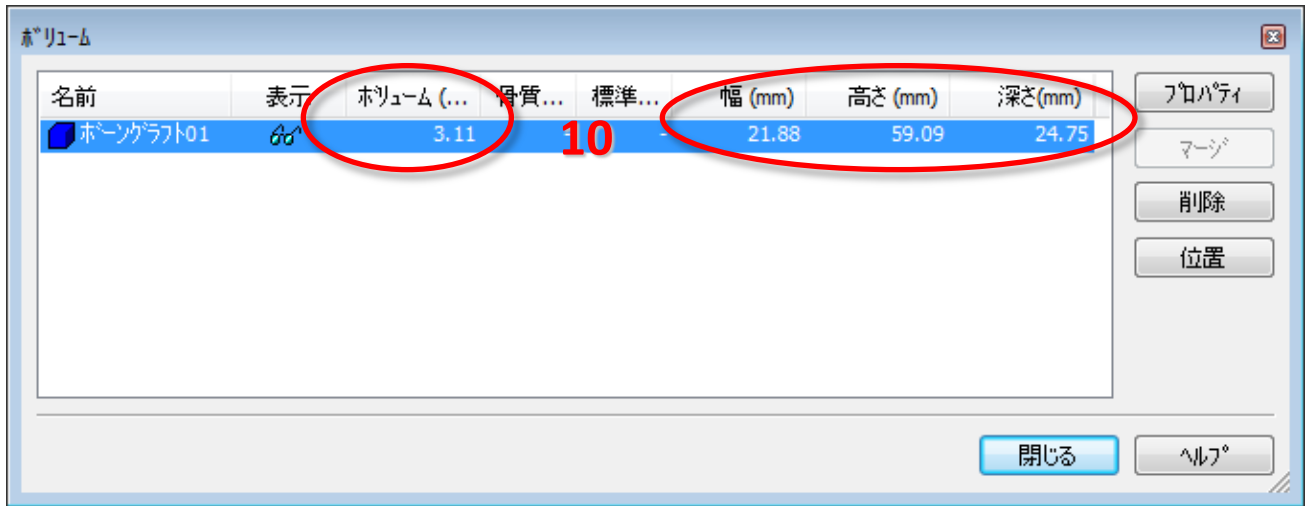 ﾎﾞﾘｭｰﾑ
名前 表示 ﾎﾞﾘｭｰﾑ (... 骨質... 標準... 幅 (mm) 高さ (mm) 深さ(mm)
ﾎﾞｰﾝｸﾞﾗﾌﾄ01 3.11 - - 21.88 59.09 24.75
10
ﾌﾟﾛﾊﾟﾃｨ
ﾏｰｼﾞ
削除
位置
閉じる ﾍﾙﾌﾟ